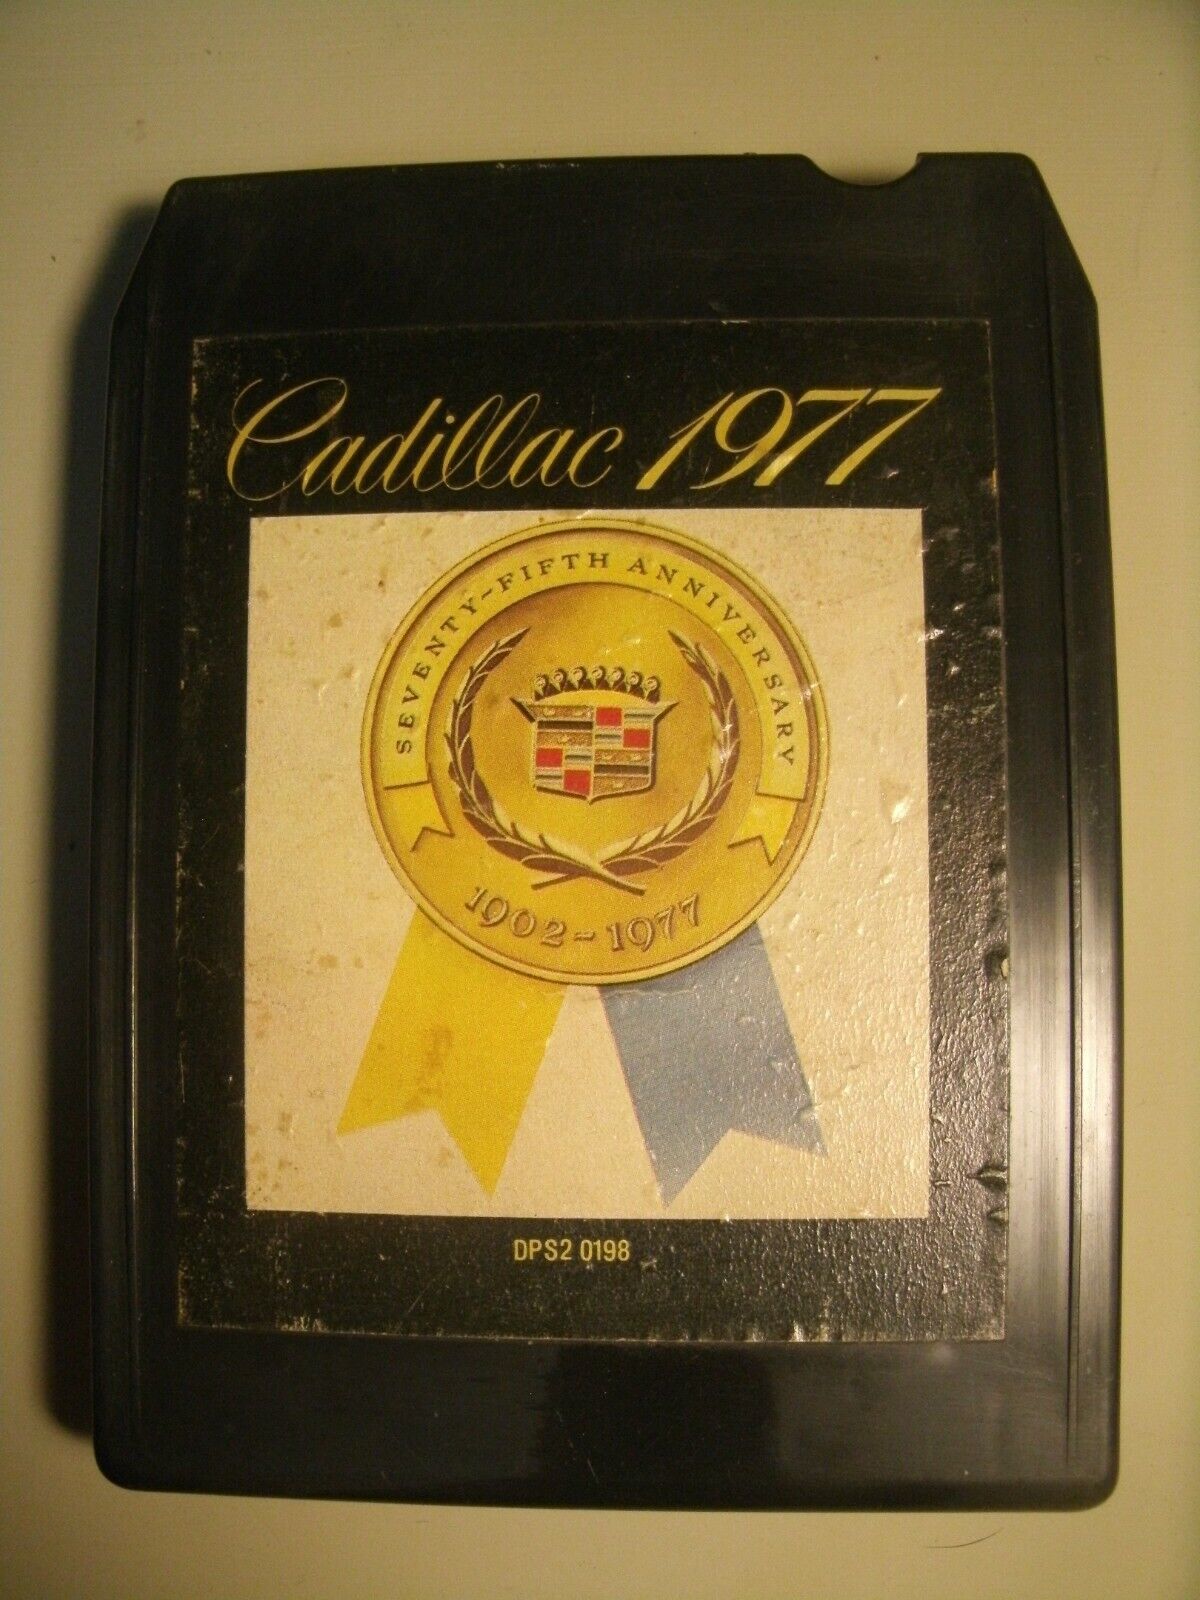 Cadillac 1977
SEVENTY-FIFTH ANNIVERSARY
1902-1977
DPS2 0198